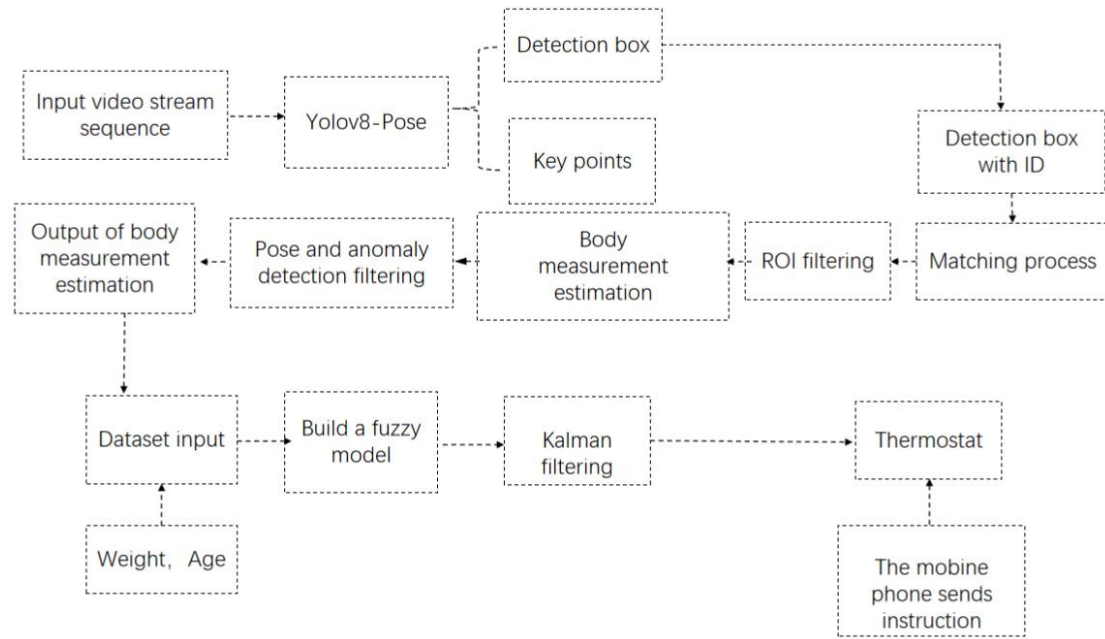 Detection box
Input video stream
sequence
Yolov8-Pose
Key points
Detection box
with ID
Output of body
measurement
estimation
Pose and anomaly
detection filtering
Body
measurement
estimation
ROI filtering
Matching process
Dataset input
Build a fuzzy
model
Kalman
filtering
Thermostat
Weight，Age
The mobine
phone sends
instruction